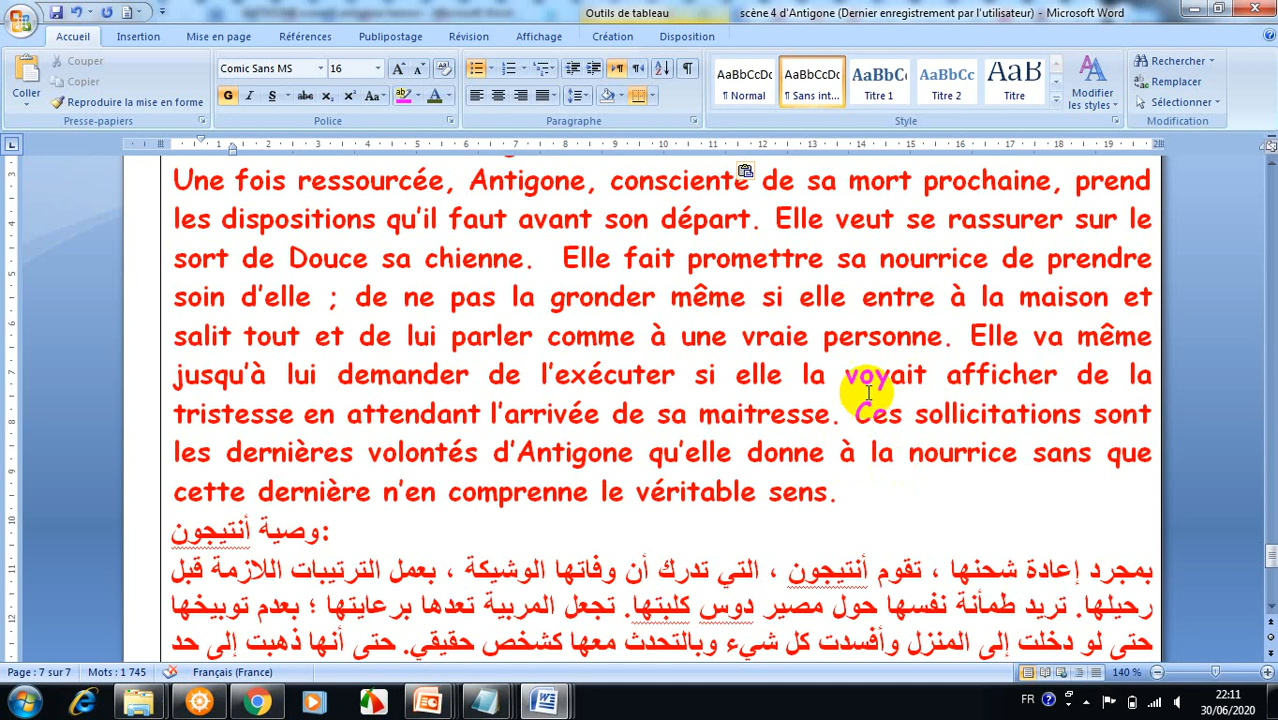 Outils de tableau
scène 4 d'Antigone (Dernier enregistrement par l'utilisateur) - Microsoft Word
Accueil Insertion Mise en page Références Publipostage Révision Affichage Création Disposition
Couper
Copier
Reproduire la mise en forme
Coller
Presse-papiers
Comic Sans MS 16
G I S abc x₂ x² Aa
Police
Paragraphe
AaBbCcDc AaBbCcDc AaBbC AaBbCc AaB
¶ Normal ¶ Sans int... Titre 1 Titre 2 Titre
Modifier les styles
Style
Rechercher
Remplacer
Sélectionner
Modification
Une fois ressourcée, Antigone, consciente de sa mort prochaine, prend
les dispositions qu'il faut avant son départ. Elle veut se rassurer sur le
sort de Douce sa chienne. Elle fait promettre sa nourrice de prendre
soin d'elle ; de ne pas la gronder même si elle entre à la maison et
salit tout et de lui parler comme à une vraie personne. Elle va même
jusqu'à lui demander de l'exécuter si elle la voyait afficher de la
tristesse en attendant l'arrivée de sa maitresse. Ces sollicitations sont
les dernières volontés d'Antigone qu'elle donne à la nourrice sans que
cette dernière n'en comprenne le véritable sens.
وصية أنتيجون:
بمجرد إعادة شحنها ، تقوم أنتيجون ، التي تدرك أن وفاتها الوشيكة ، بعمل الترتيبات اللازمة قبل
رحيلها. تريد طمأنة نفسها حول مصير دوس كلبتها. تجعل المربية تعدها برعايتها ؛ بعدم توبيخها
حتى لو دخلت إلى المنزل وأفسدت كل شيء وبالتحدث معها كشخص حقيقي. حتى أنها ذهبت إلى حد
Page : 7 sur 7 Mots : 1 745 Français (France) 140 %
FR 22:11
30/06/2020